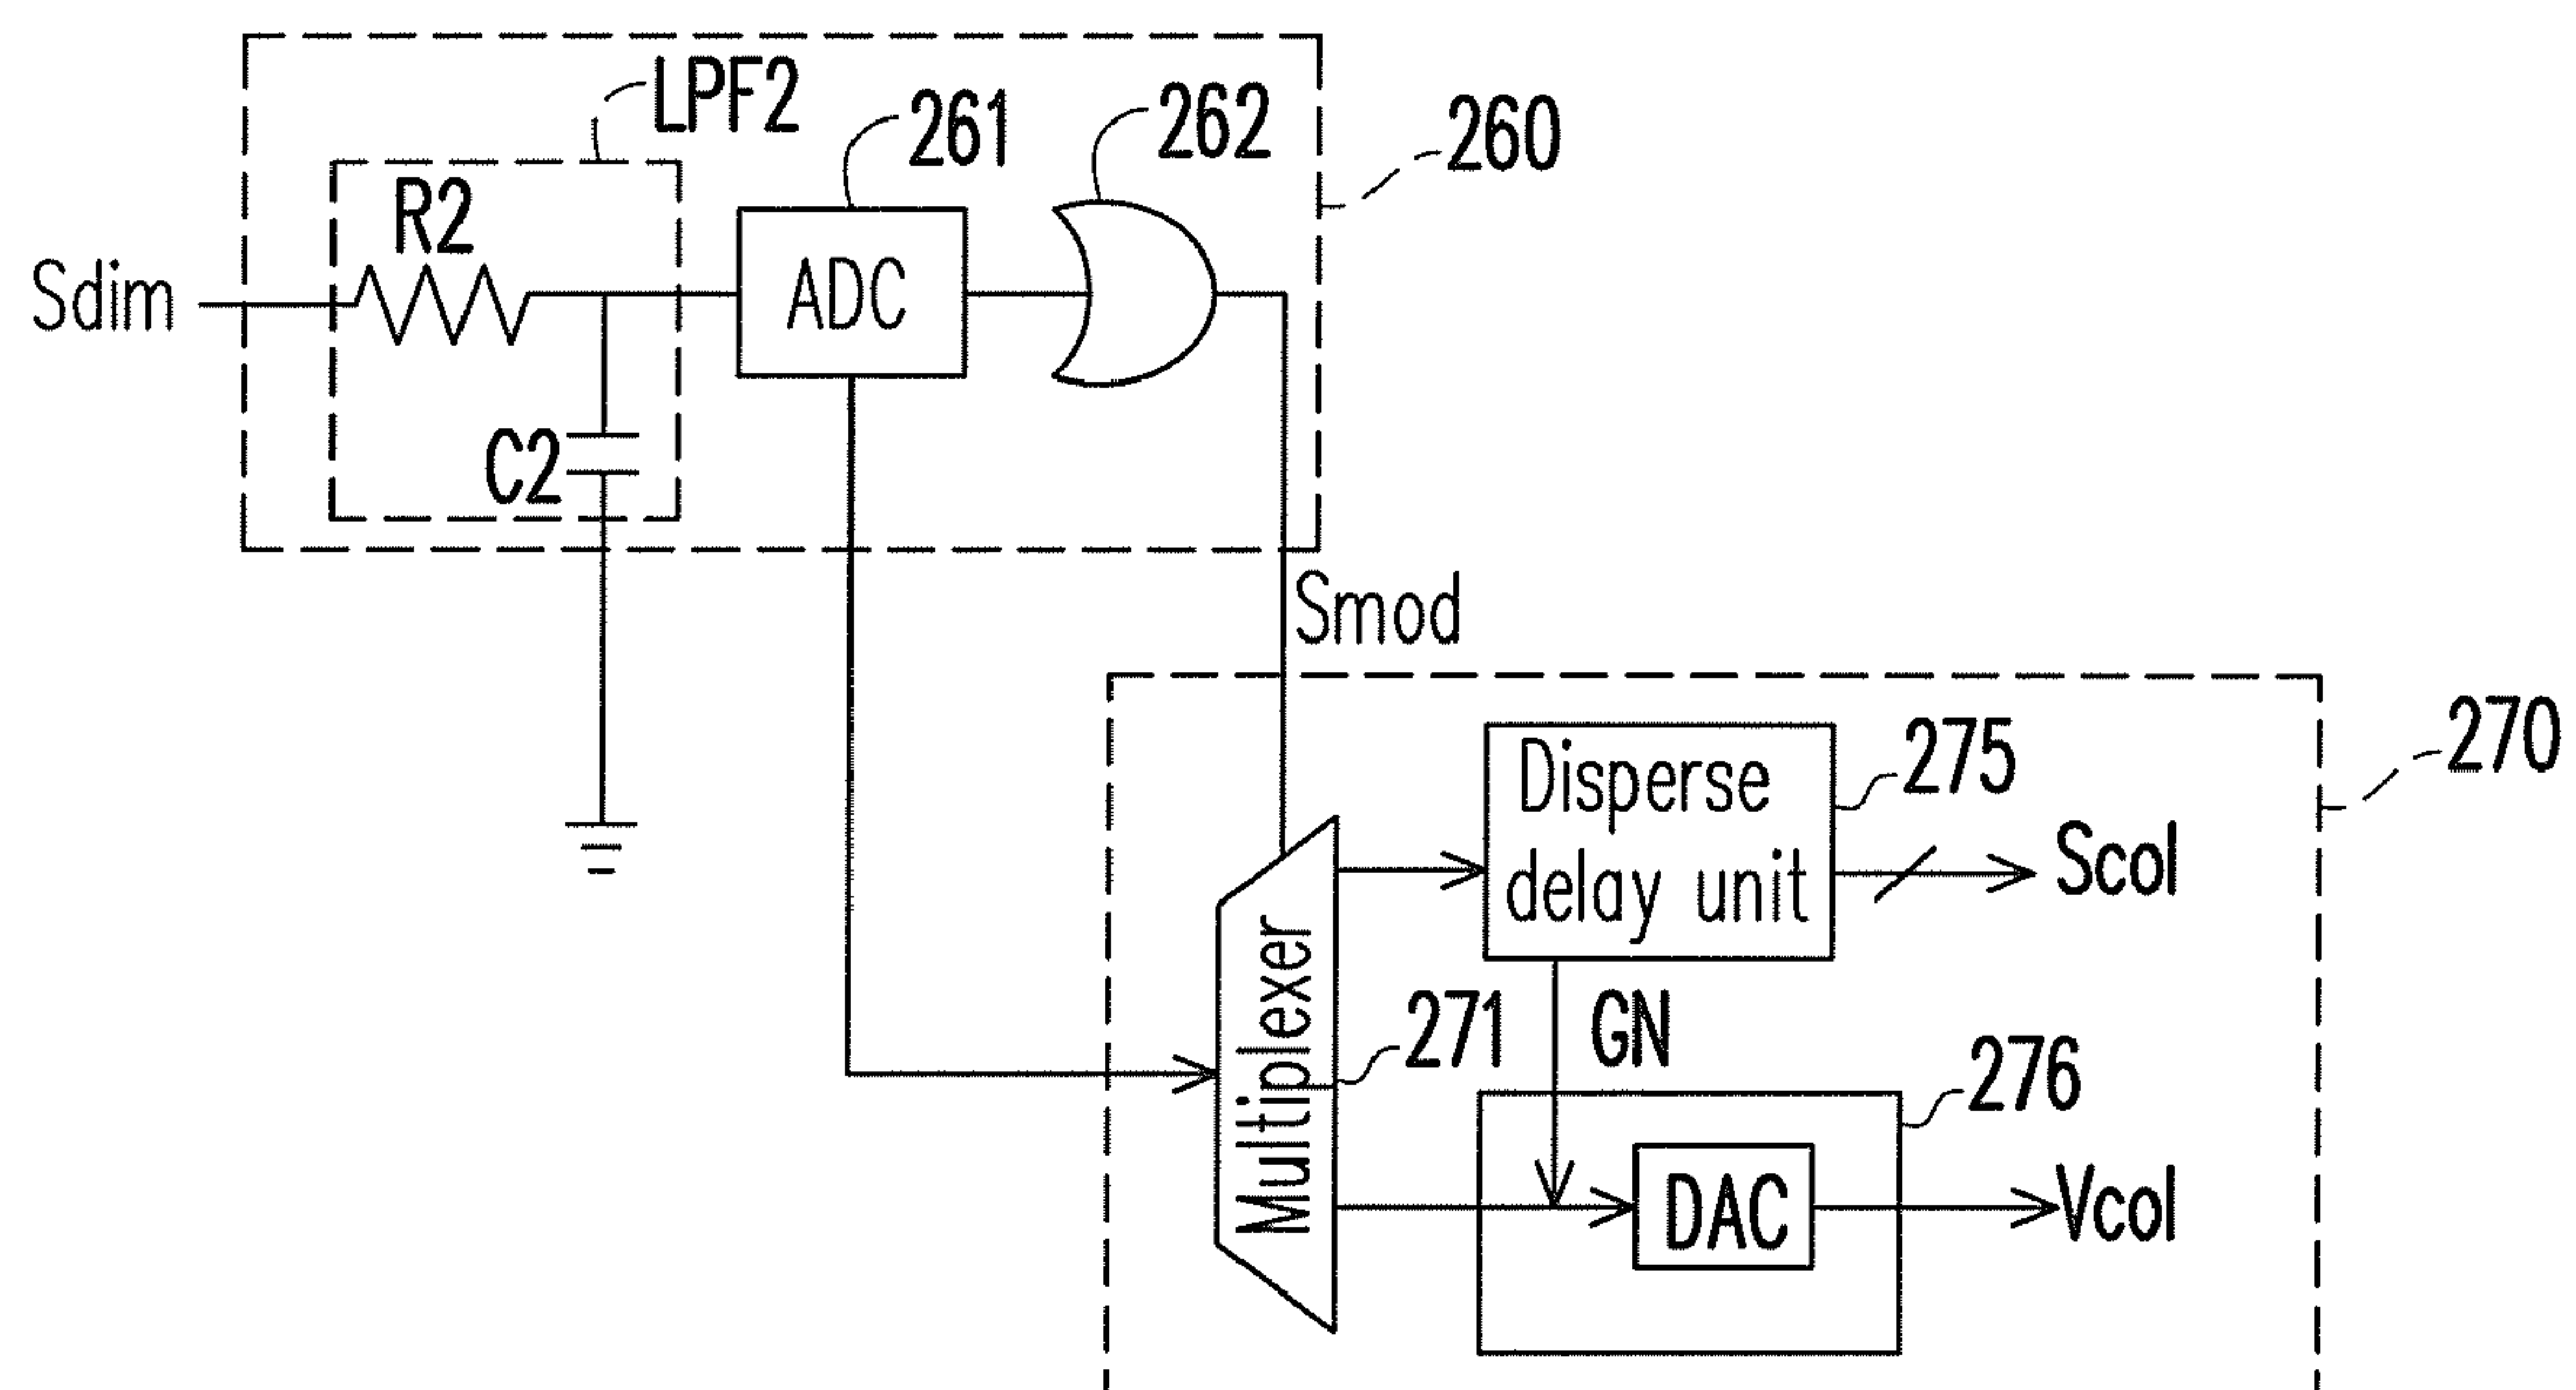 LPF2
261
262
260
R2
Sdim
ADC
C2
Smod
270
Disperse
delay unit
275
Scol
Multiplexer
271
GN
276
DAC
Vcol